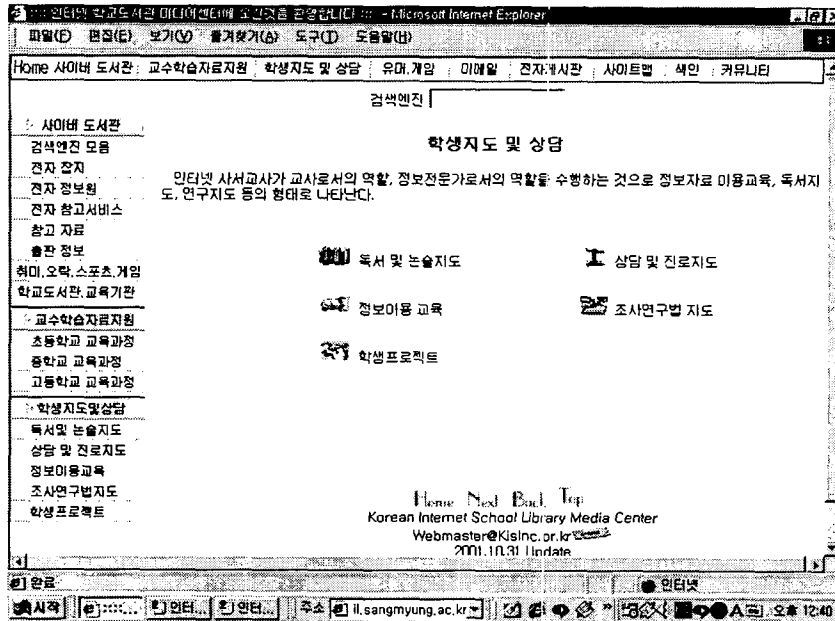 ::: 인터넷 학교도서관 미디어센터에 오신것을 환영합니다 ::: - Microsoft Internet Explorer
파일(F) 편집(E) 보기(V) 즐겨찾기(A) 도구(T) 도움말(H)
Home 사이버 도서관 교수학습자료지원 학생지도 및 상담 유머,게임 이메일 전자게시판 사이트맵 색인 커뮤니티
검색엔진
사이버 도서관
검색엔진 모음
전자 잡지
전자 정보원
전자 참고서비스
참고 자료
출판 정보
취미,오락,스포츠,게임
학교도서관,교육기관
교수학습자료지원
초등학교 교육과정
중학교 교육과정
고등학교 교육과정
학생지도및상담
독서및 논술지도
상담 및 진로지도
정보이용교육
조사연구법지도
학생프로젝트
학생지도 및 상담
인터넷 사서교사가 교사로서의 역할, 정보전문가로서의 역할을 수행하는 것으로 정보자료 이용교육, 독서지
도, 연구지도 등의 형태로 나타난다.
독서 및 논술지도
상담 및 진로지도
정보이용 교육
조사연구법 지도
학생프로젝트
Home Next Back Top
Korean Internet School Library Media Center
Webmaster@Kislnc.or.kr
2001.10.31 Update
완료
인터넷
시작
인터...
인터...
주소
il.sangmyung.ac.kr
오후 12:40